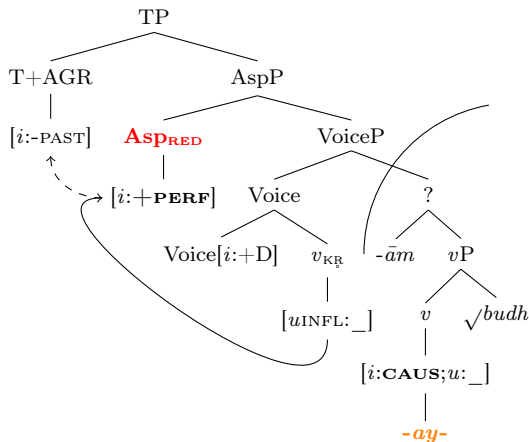 TP
T+AGR AspP
[i:-PAST] Asp_RED VoiceP
[i:+PERF] Voice ?
Voice[i:+D] v_KR̥ -ām vP
[uINFL:_] v √budh
[i:CAUS;u:_]
-ay-